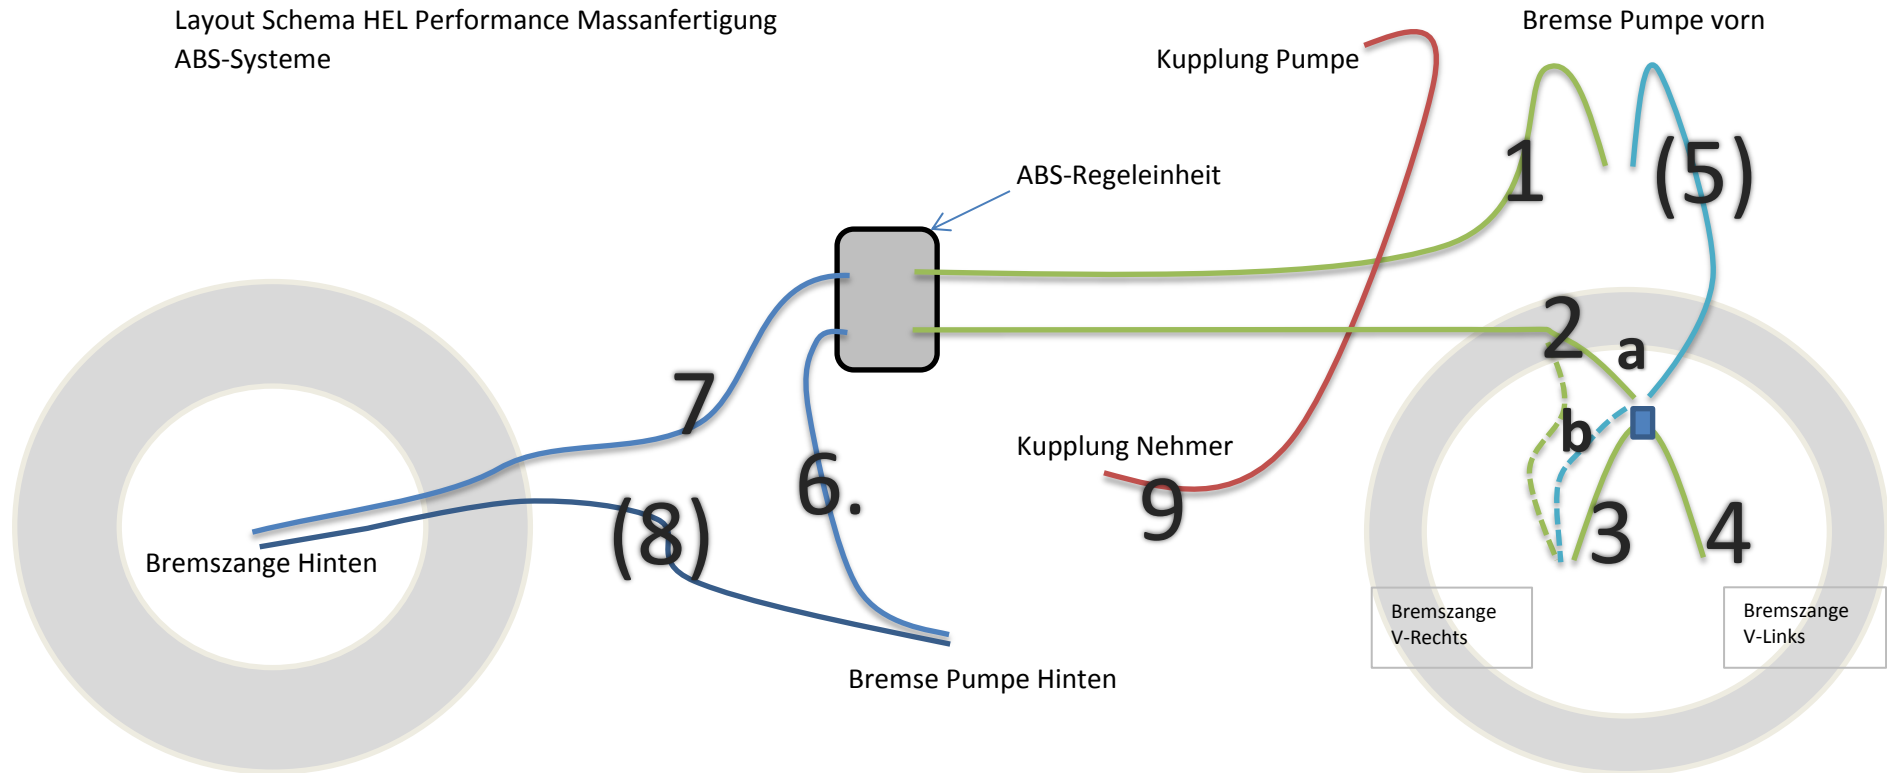 Layout Schema HEL Performance Massanfertigung
ABS-Systeme
Bremse Pumpe vorn
Kupplung Pumpe
1
(5)
ABS-Regeleinheit
2
a
7
b
Kupplung Nehmer
6.
9
(8)
3
4
Bremszange Hinten
Bremszange
V-Rechts
Bremszange
V-Links
Bremse Pumpe Hinten